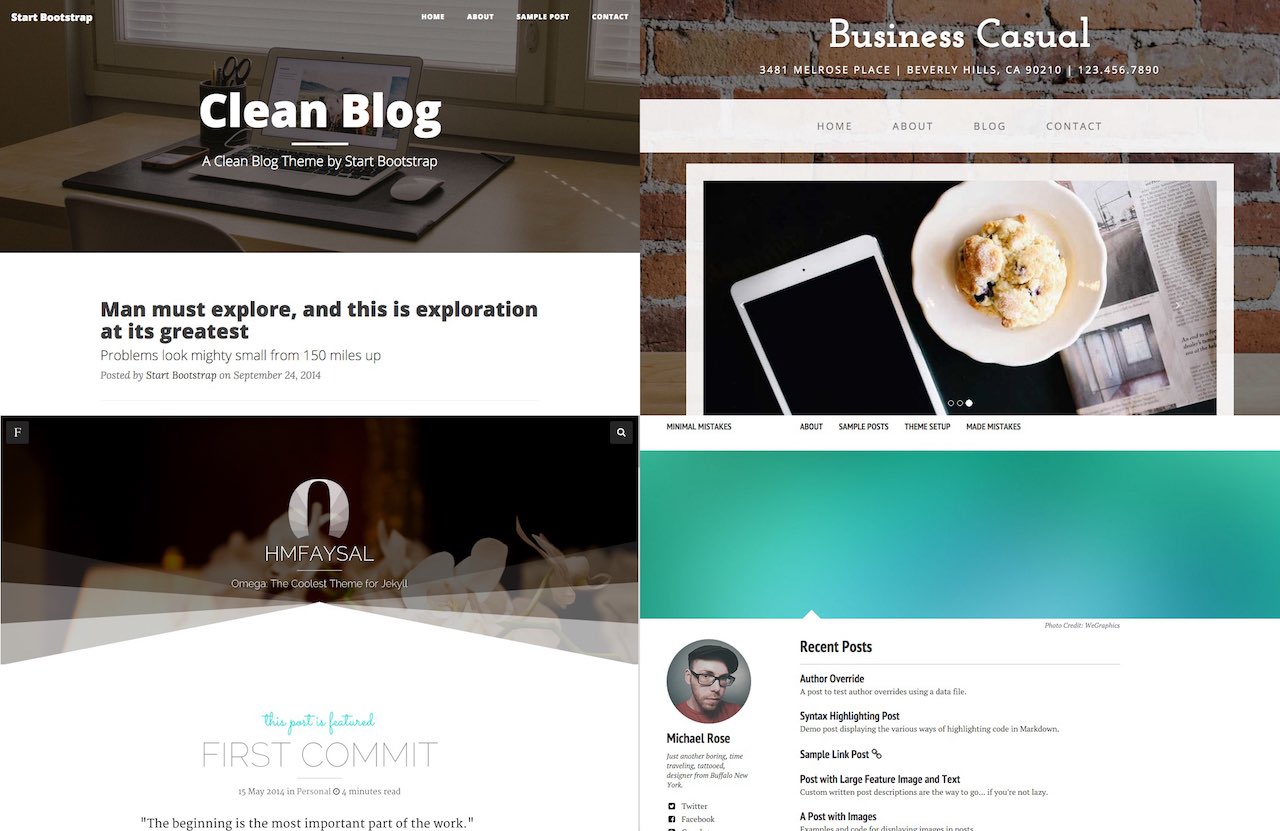 Start Bootstrap
HOME ABOUT SAMPLE POST CONTACT
Clean Blog
A Clean Blog Theme by Start Bootstrap
Man must explore, and this is exploration
at its greatest
Problems look mighty small from 150 miles up
Posted by Start Bootstrap on September 24, 2014
Business Casual
3481 MELROSE PLACE | BEVERLY HILLS, CA 90210 | 123.456.7890
HOME ABOUT BLOG CONTACT
An end to a
F
HMFAYSAL
Omega: The Coolest Theme for Jekyll
this post is featured
FIRST COMMIT
15 May 2014 in Personal 4 minutes read
"The beginning is the most important part of the work."
MINIMAL MISTAKES ABOUT SAMPLE POSTS THEME SETUP MADE MISTAKES
Photo Credit: WeGraphics
Michael Rose
Just another boring, time
traveling, tattooed,
designer from Buffalo New
York.
Twitter
Facebook
Recent Posts
Author Override
A post to test author overrides using a data file.
Syntax Highlighting Post
Demo post displaying the various ways of highlighting code in Markdown.
Sample Link Post
Post with Large Feature Image and Text
Custom written post descriptions are the way to go... if you're not lazy.
A Post with Images
Examples and code for displaying images in posts.